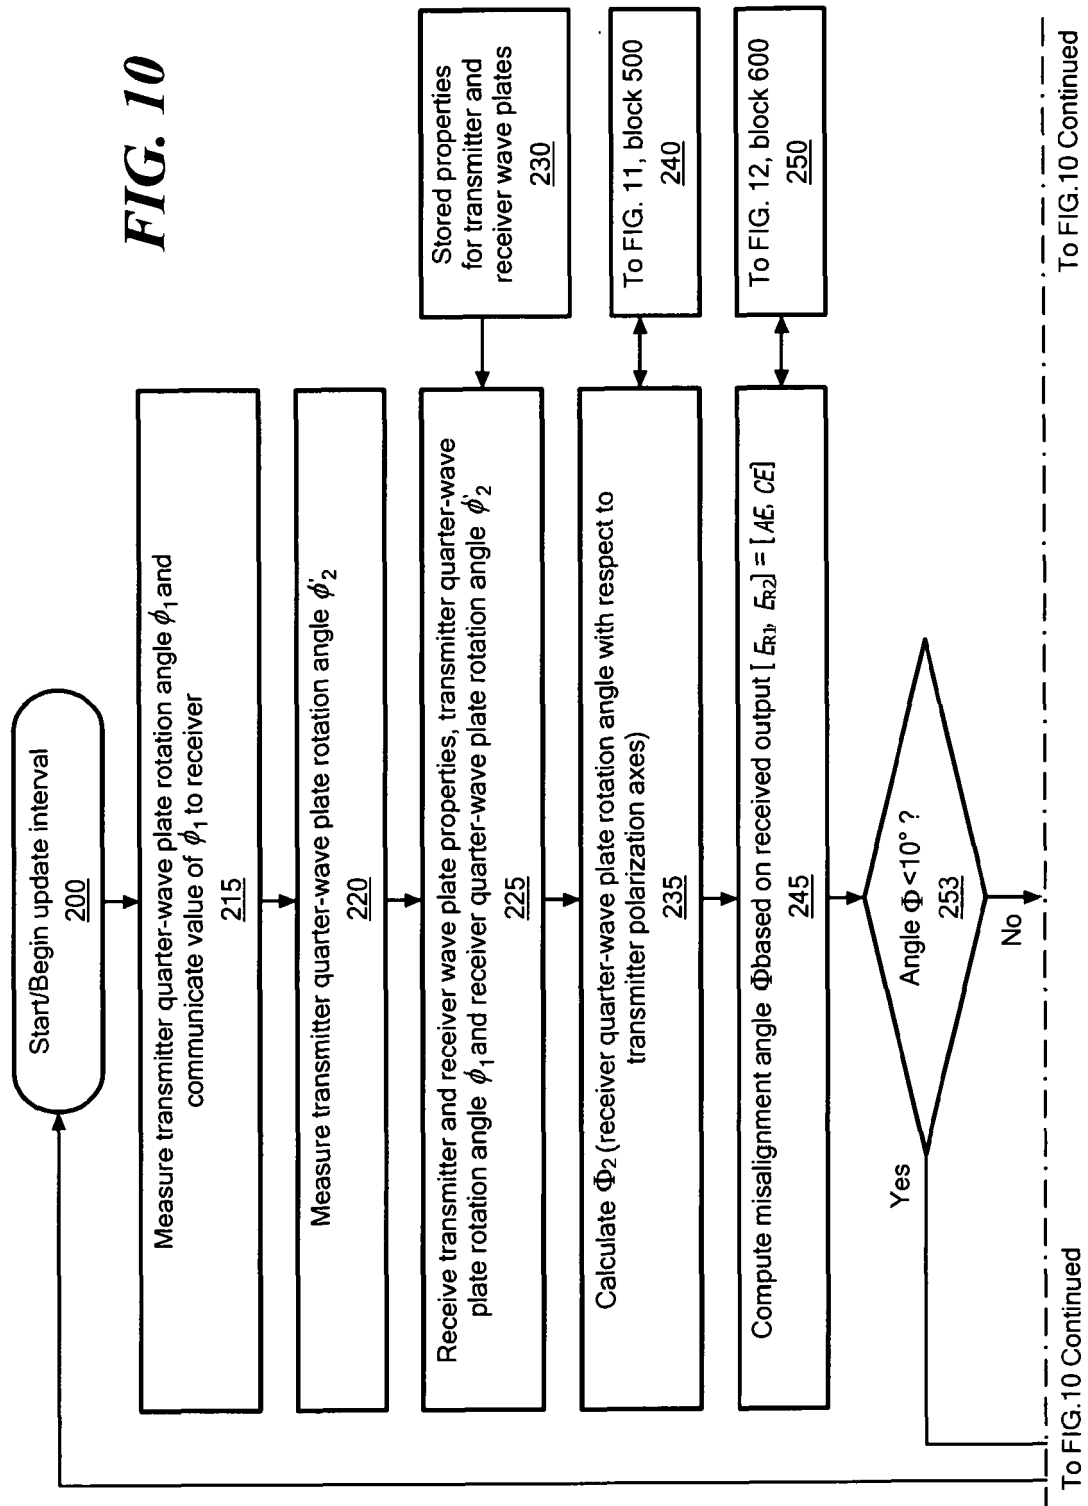 FIG. 10
Start/Begin update interval
200
Measure transmitter quarter-wave plate rotation angle ϕ1 and
communicate value of ϕ1 to receiver
215
Measure transmitter quarter-wave plate rotation angle ϕ'2
220
Receive transmitter and receiver wave plate properties, transmitter quarter-wave
plate rotation angle ϕ1 and receiver quarter-wave plate rotation angle ϕ'2
225
Stored properties
for transmitter and
receiver wave plates
230
Calculate Φ2 (receiver quarter-wave plate rotation angle with respect to
transmitter polarization axes)
235
To FIG. 11, block 500
240
Compute misalignment angle Φbased on received output [ ER1, ER2] = [AE, CE]
245
To FIG. 12, block 600
250
Angle Φ <10° ?
253
Yes
No
To FIG.10 Continued
To FIG.10 Continued